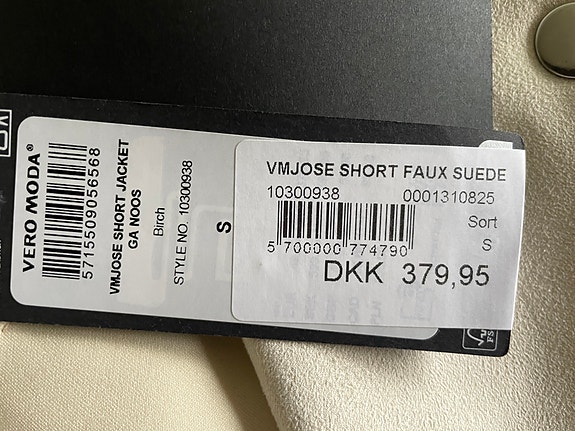 VERO MODA®
5715509056568
VMJOSE SHORT JACKET
GA NOOS
Birch
STYLE NO. 10300938
S
VMJOSE SHORT FAUX SUEDE
10300938 0001310825
Sort
S
5 700000 774790
DKK 379,95